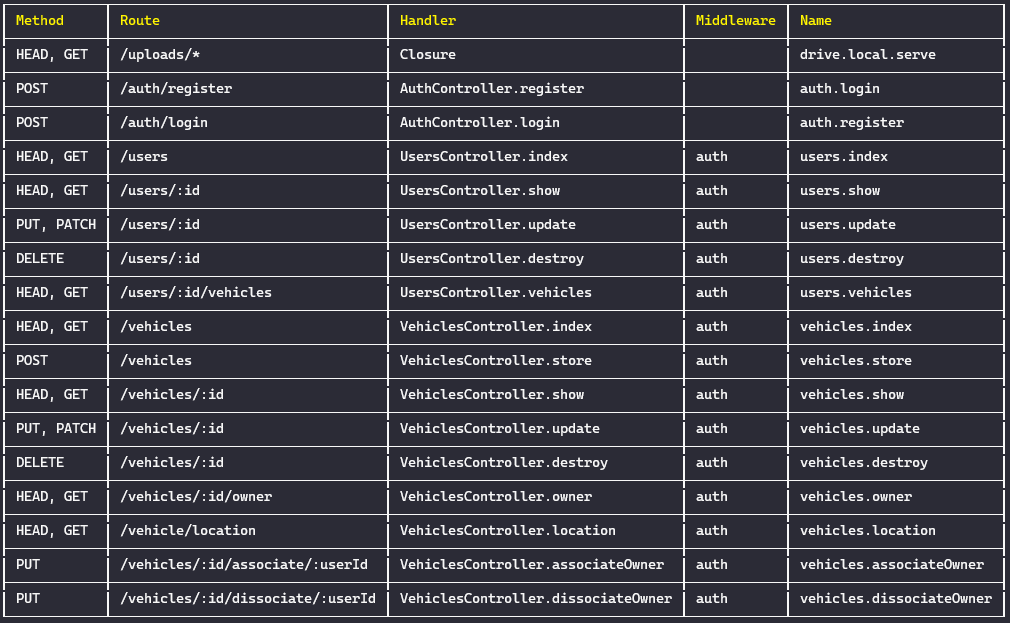 Method Route Handler Middleware Name
HEAD, GET /uploads/* Closure drive.local.serve
POST /auth/register AuthController.register auth.login
POST /auth/login AuthController.login auth.register
HEAD, GET /users UsersController.index auth users.index
HEAD, GET /users/:id UsersController.show auth users.show
PUT, PATCH /users/:id UsersController.update auth users.update
DELETE /users/:id UsersController.destroy auth users.destroy
HEAD, GET /users/:id/vehicles UsersController.vehicles auth users.vehicles
HEAD, GET /vehicles VehiclesController.index auth vehicles.index
POST /vehicles VehiclesController.store auth vehicles.store
HEAD, GET /vehicles/:id VehiclesController.show auth vehicles.show
PUT, PATCH /vehicles/:id VehiclesController.update auth vehicles.update
DELETE /vehicles/:id VehiclesController.destroy auth vehicles.destroy
HEAD, GET /vehicles/:id/owner VehiclesController.owner auth vehicles.owner
HEAD, GET /vehicle/location VehiclesController.location auth vehicles.location
PUT /vehicles/:id/associate/:userId VehiclesController.associateOwner auth vehicles.associateOwner
PUT /vehicles/:id/dissociate/:userId VehiclesController.dissociateOwner auth vehicles.dissociateOwner